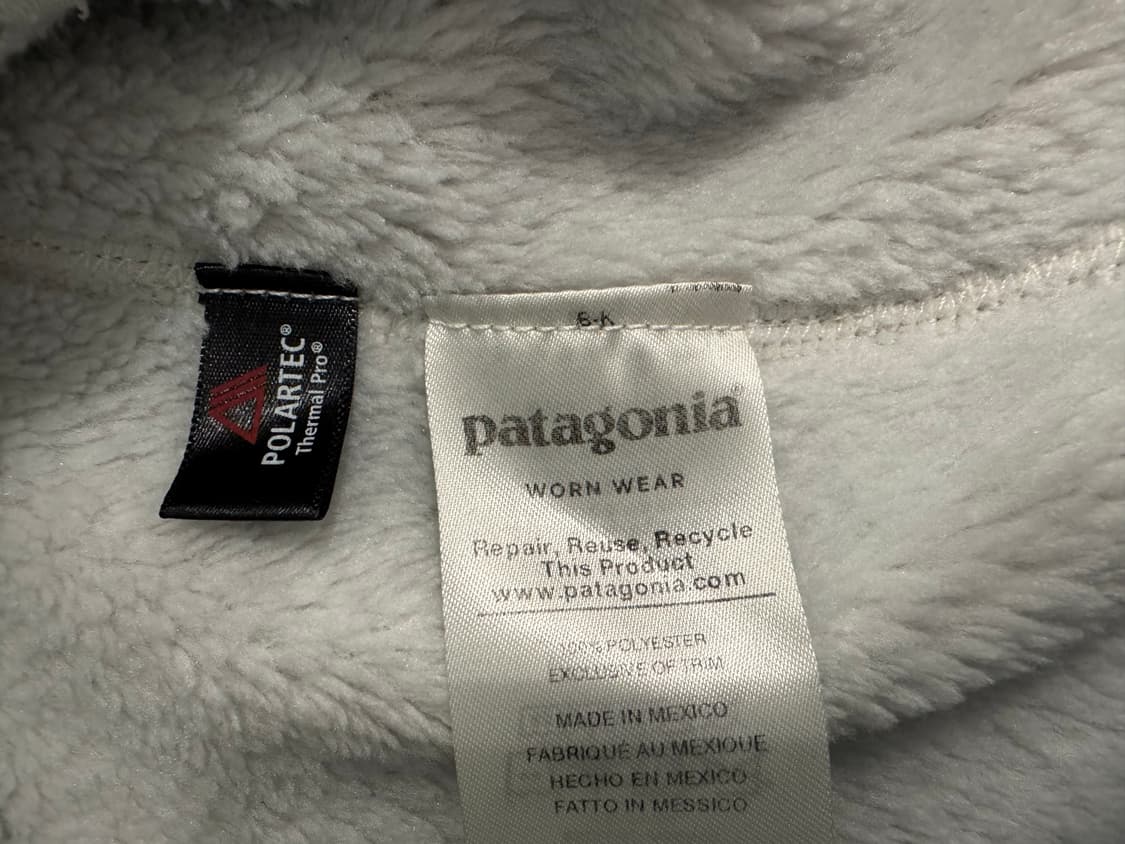 POLARTEC®
Thermal Pro®
8-K
patagonia®
WORN WEAR
Repair, Reuse, Recycle
This Product
www.patagonia.com
100% POLYESTER
EXCLUSIVE OF TRIM
MADE IN MEXICO
FABRIQUÉ AU MEXIQUE
HECHO EN MEXICO
FATTO IN MESSICO